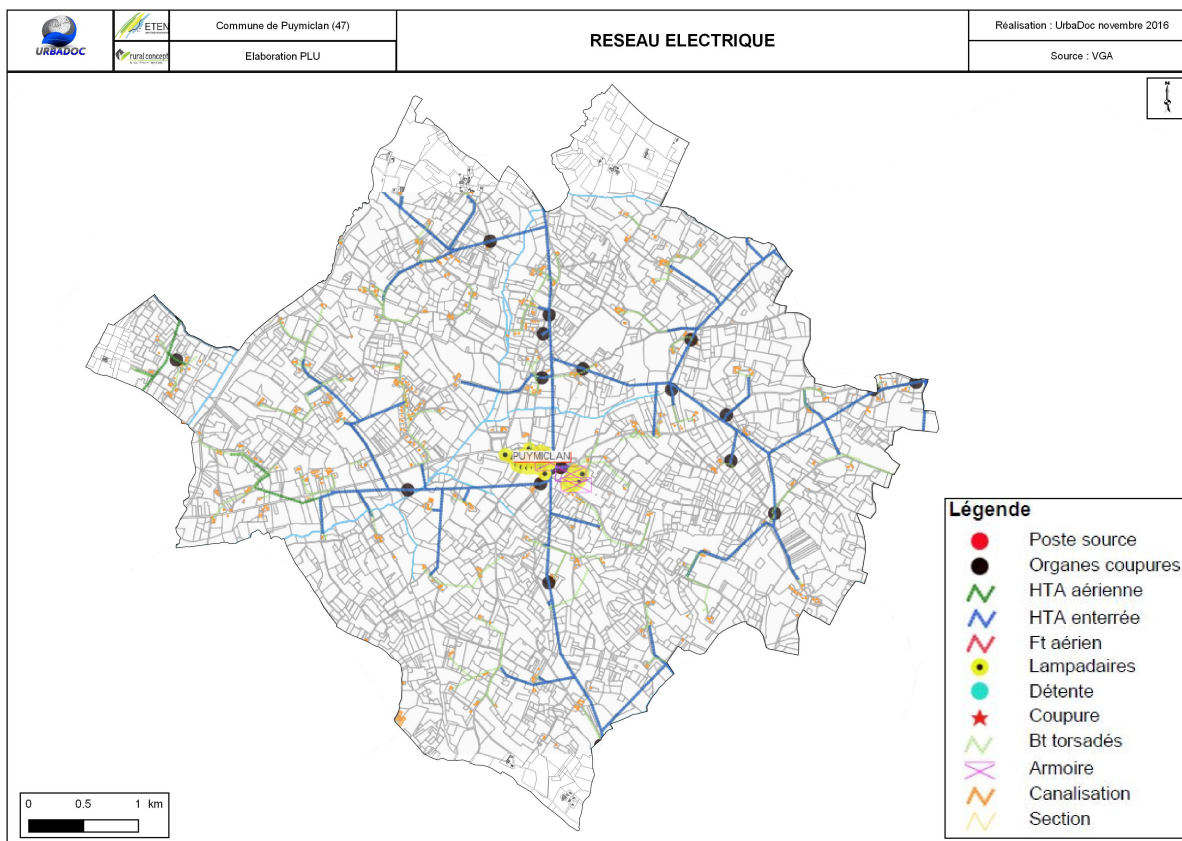 URBADOC
ETEN
rural concept
Commune de Puymiclan (47)
Elaboration PLU
RESEAU ELECTRIQUE
Réalisation : UrbaDoc novembre 2016
Source : VGA
N
PUYMICLAN
Légende
Poste source
Organes coupures
HTA aérienne
HTA enterrée
Ft aérien
Lampadaires
Détente
Coupure
Bt torsadés
Armoire
Canalisation
Section
0 0.5 1 km